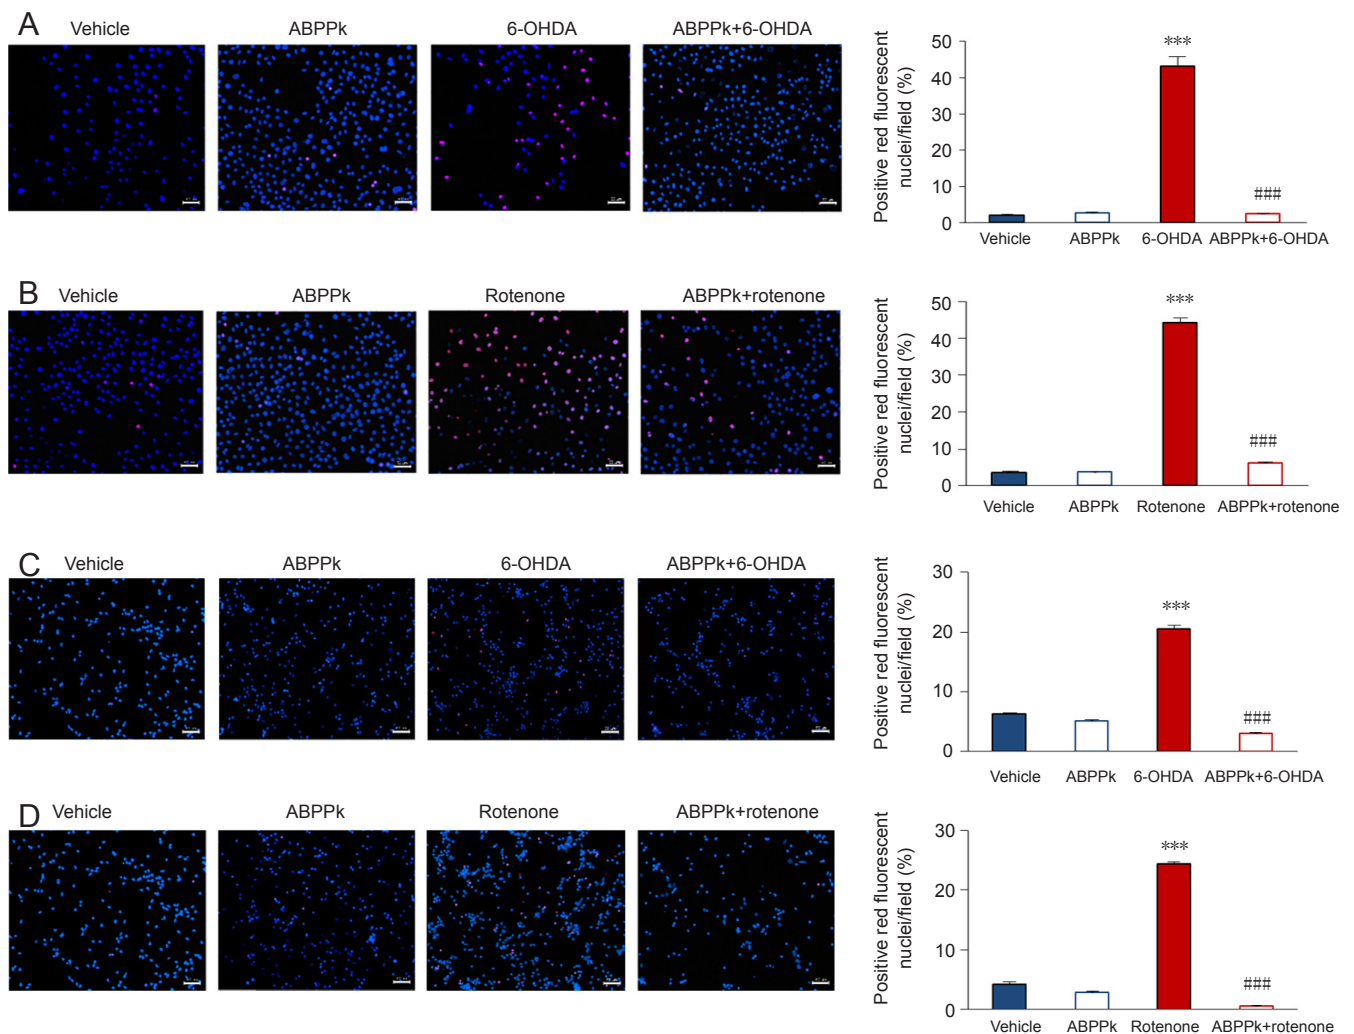 A
Vehicle ABPPk 6-OHDA ABPPk+6-OHDA
Positive red fluorescent
nuclei/field (%)
50
40
30
20
10
0
***
###
Vehicle ABPPk 6-OHDA ABPPk+6-OHDA
B
Vehicle ABPPk Rotenone ABPPk+rotenone
Positive red fluorescent
nuclei/field (%)
50
40
30
20
10
0
***
###
Vehicle ABPPk Rotenone ABPPk+rotenone
C
Vehicle ABPPk 6-OHDA ABPPk+6-OHDA
Positive red fluorescent
nuclei/field (%)
30
20
10
0
***
###
Vehicle ABPPk 6-OHDA ABPPk+6-OHDA
D
Vehicle ABPPk Rotenone ABPPk+rotenone
Positive red fluorescent
nuclei/field (%)
30
20
10
0
***
###
Vehicle ABPPk Rotenone ABPPk+rotenone